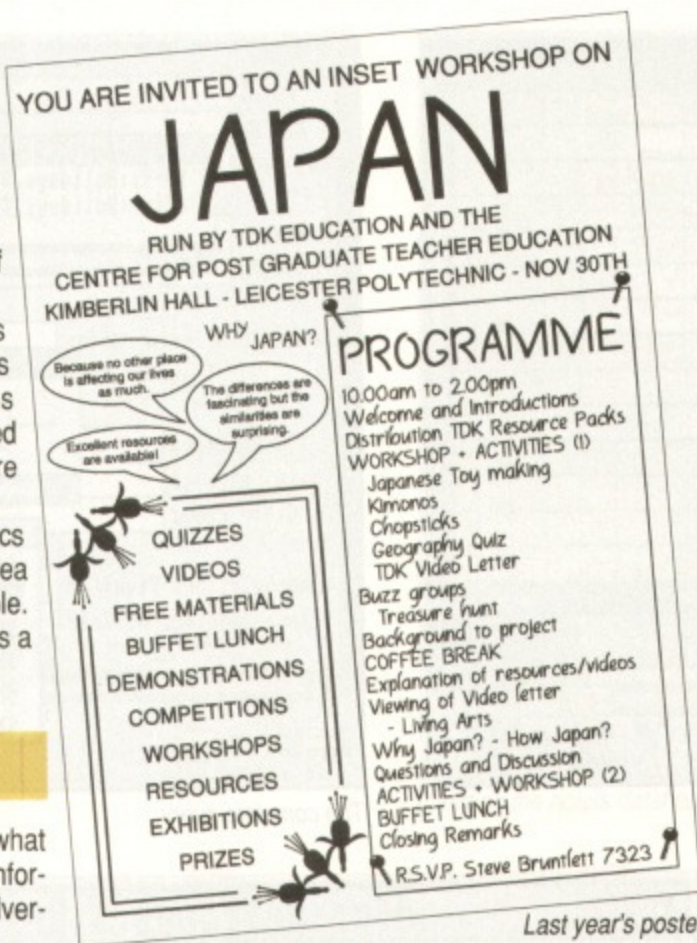 YOU ARE INVITED TO AN INSET WORKSHOP ON
JAPAN
RUN BY TDK EDUCATION AND THE
CENTRE FOR POST GRADUATE TEACHER EDUCATION
KIMBERLIN HALL - LEICESTER POLYTECHNIC - NOV 30TH
WHY JAPAN?
Because no other place
is affecting our lives
as much.
The differences are
fascinating but the
similarities are
surprising.
Excellent resources
are available!
QUIZZES
VIDEOS
FREE MATERIALS
BUFFET LUNCH
DEMONSTRATIONS
COMPETITIONS
WORKSHOPS
RESOURCES
EXHIBITIONS
PRIZES
PROGRAMME
10.00am to 2.00pm
Welcome and Introductions
Distribution TDK Resource Packs
WORKSHOP + ACTIVITIES (1)
Japanese Toy making
Kimonos
Chopsticks
Geography Quiz
TDK Video Letter
Buzz groups
Treasure hunt
Background to project
COFFEE BREAK
Explanation of resources/videos
Viewing of Video letter
- Living Arts
Why Japan? - How Japan?
Questions and Discussion
ACTIVITIES + WORKSHOP (2)
BUFFET LUNCH
Closing Remarks
R.S.V.P. Steve Bruntlett 7323
Last year's poste